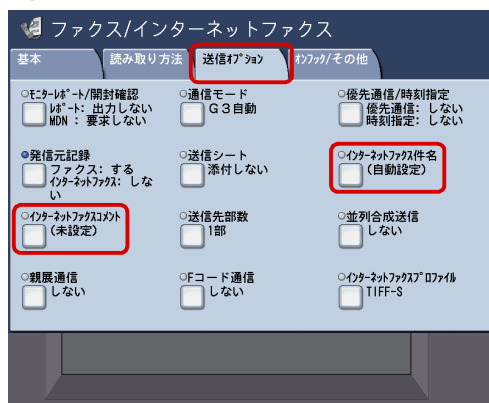 ファクス/インターネットファクス
基本
読み取り方法
送信ｵﾌﾟｼｮﾝ
ｵﾝﾌｯｸ/その他
ﾓﾆﾀｰﾚﾎﾟｰﾄ/開封確認
ﾚﾎﾟｰﾄ: 出力しない
MDN : 要求しない
通信モード
G3自動
優先通信/時刻指定
優先通信: しない
時刻指定: しない
発信元記録
ファクス: する
ｲﾝﾀｰﾈｯﾄﾌｧｸｽ: しな
い
送信シート
添付しない
ｲﾝﾀｰﾈｯﾄﾌｧｸｽ件名
(自動設定)
ｲﾝﾀｰﾈｯﾄﾌｧｸｽｺﾒﾝﾄ
(未設定)
送信先部数
1部
並列合成送信
しない
親展通信
しない
Fコード通信
しない
ｲﾝﾀｰﾈｯﾄﾌｧｸｽﾌﾟﾛﾌｧｲﾙ
TIFF-S